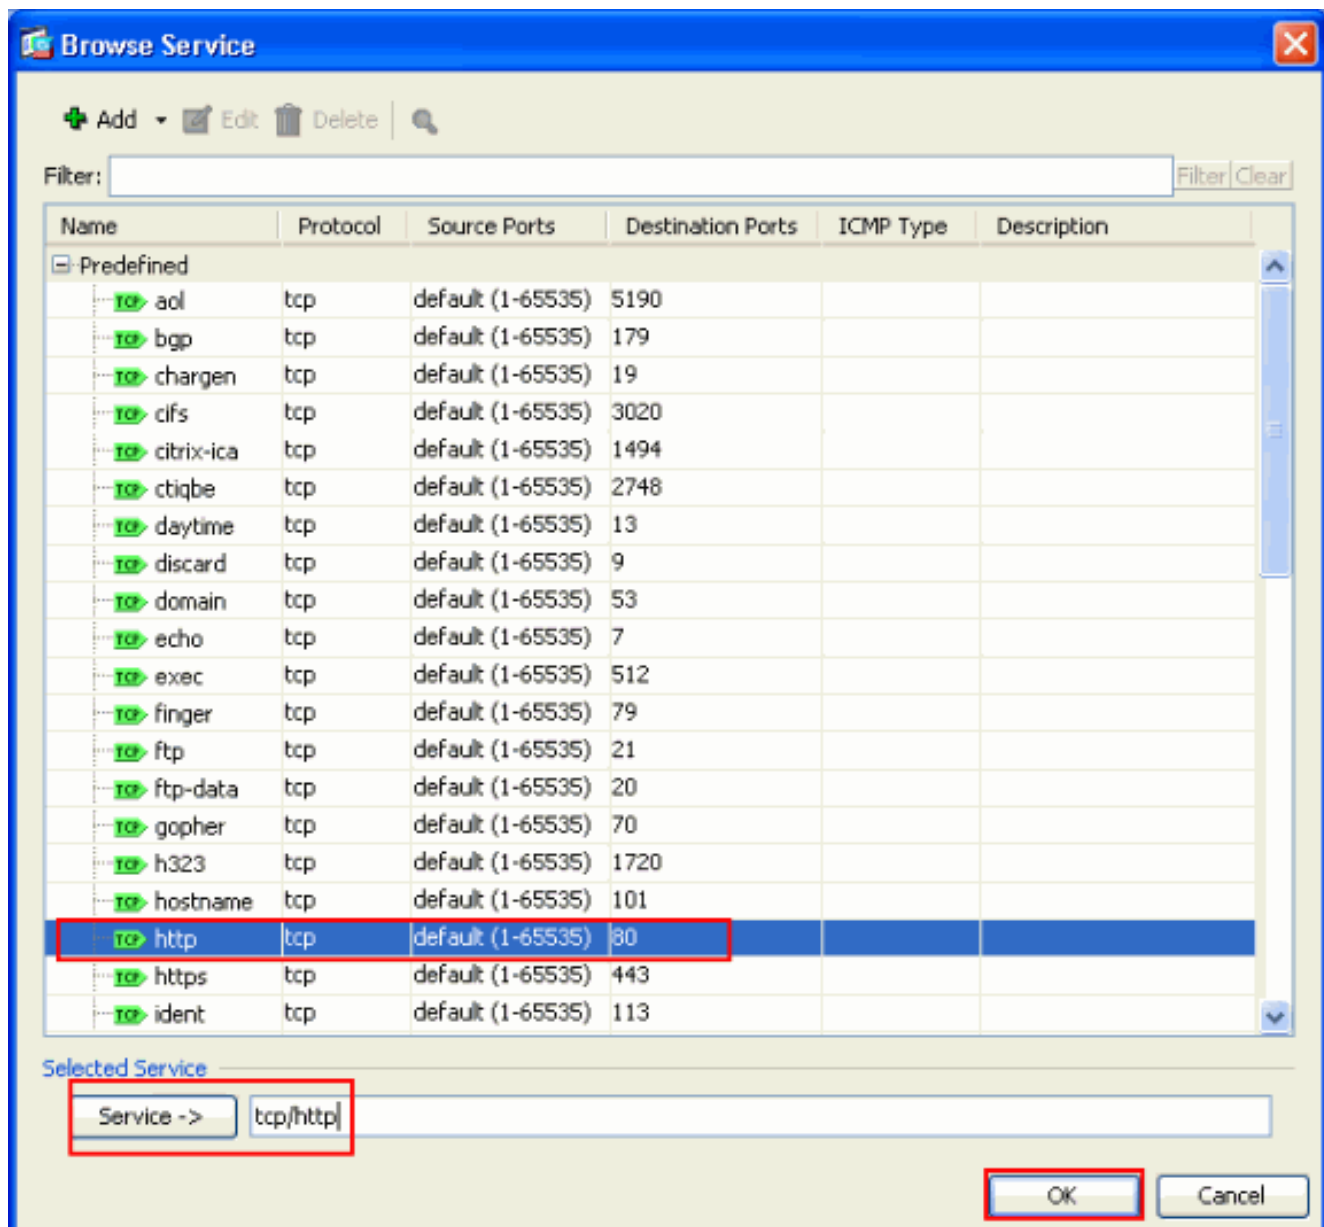 Browse Service
Add Edit Delete
Filter: Filter Clear
Name Protocol Source Ports Destination Ports ICMP Type Description
Predefined
TCP aol tcp default (1-65535) 5190
TCP bgp tcp default (1-65535) 179
TCP chargen tcp default (1-65535) 19
TCP cifs tcp default (1-65535) 3020
TCP citrix-ica tcp default (1-65535) 1494
TCP ctiqbe tcp default (1-65535) 2748
TCP daytime tcp default (1-65535) 13
TCP discard tcp default (1-65535) 9
TCP domain tcp default (1-65535) 53
TCP echo tcp default (1-65535) 7
TCP exec tcp default (1-65535) 512
TCP finger tcp default (1-65535) 79
TCP ftp tcp default (1-65535) 21
TCP ftp-data tcp default (1-65535) 20
TCP gopher tcp default (1-65535) 70
TCP h323 tcp default (1-65535) 1720
TCP hostname tcp default (1-65535) 101
TCP http tcp default (1-65535) 80
TCP https tcp default (1-65535) 443
TCP ident tcp default (1-65535) 113
Selected Service
Service -> tcp/http
OK Cancel